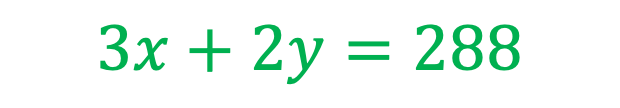 3x + 2y = 288